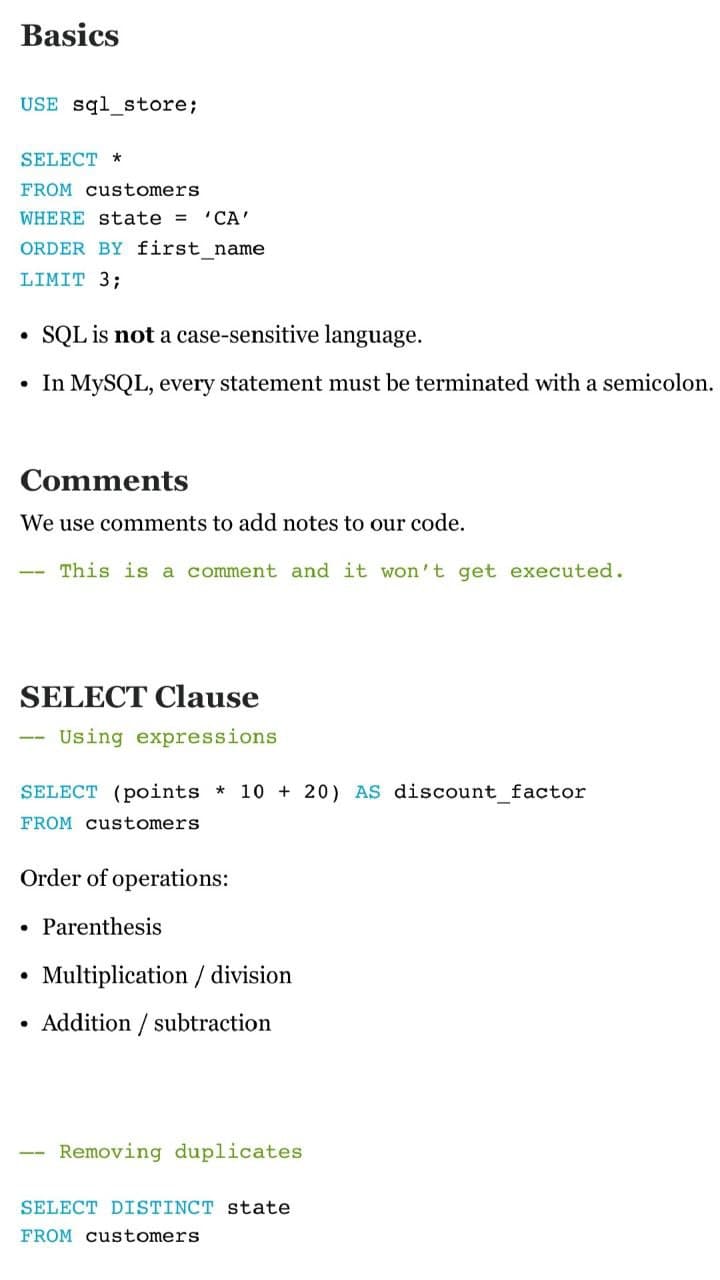 Basics
USE sql_store;
SELECT *
FROM customers
WHERE state = ‘CA’
ORDER BY first_name
LIMIT 3;
• SQL is not a case-sensitive language.
• In MySQL, every statement must be terminated with a semicolon.
Comments
We use comments to add notes to our code.
-- This is a comment and it won’t get executed.
SELECT Clause
-- Using expressions
SELECT (points * 10 + 20) AS discount_factor
FROM customers
Order of operations:
• Parenthesis
• Multiplication / division
• Addition / subtraction
-- Removing duplicates
SELECT DISTINCT state
FROM customers